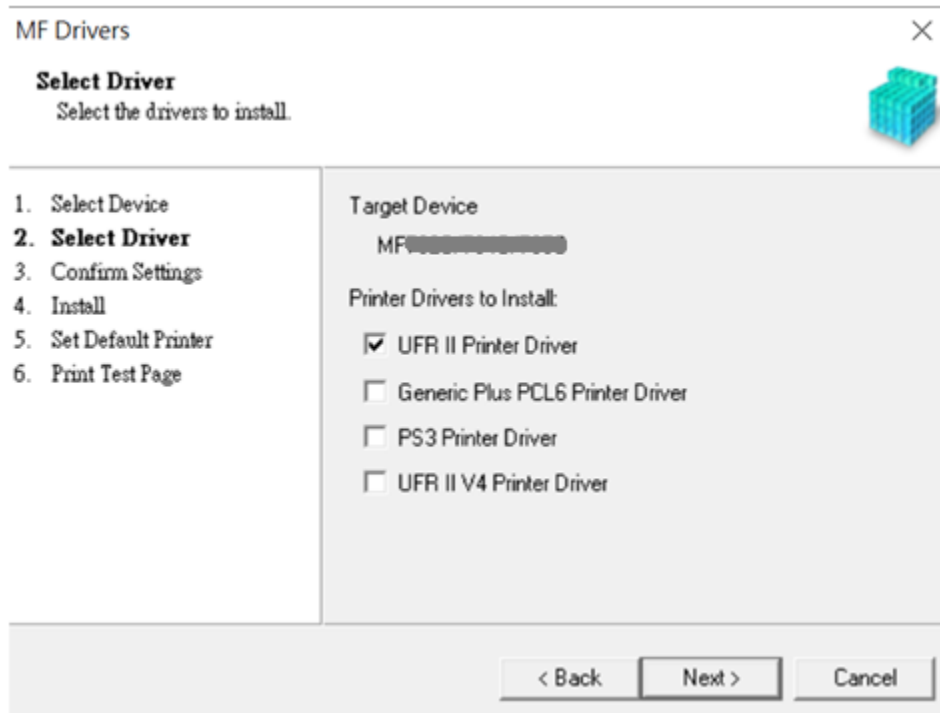 MF Drivers
Select Driver
Select the drivers to install.
1. Select Device
2. Select Driver
3. Confirm Settings
4. Install
5. Set Default Printer
6. Print Test Page
Target Device
MF
Printer Drivers to Install:
UFR II Printer Driver
Generic Plus PCL6 Printer Driver
PS3 Printer Driver
UFR II V4 Printer Driver
< Back
Next >
Cancel